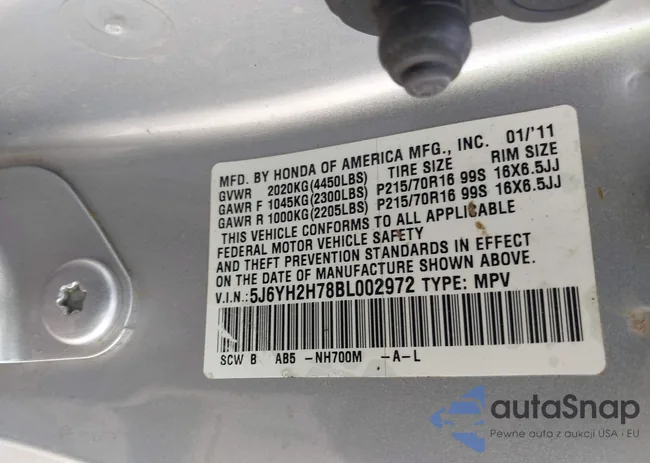 MFD. BY HONDA OF AMERICA MFG., INC. 01/'11
GVWR 2020KG(4450LBS) TIRE SIZE RIM SIZE
GAWR F 1045KG(2300LBS) P215/70R16 99S 16X6.5JJ
GAWR R 1000KG(2205LBS) P215/70R16 99S 16X6.5JJ
THIS VEHICLE CONFORMS TO ALL APPLICABLE
FEDERAL MOTOR VEHICLE SAFETY
AND THEFT PREVENTION STANDARDS IN EFFECT
ON THE DATE OF MANUFACTURE SHOWN ABOVE.
V.I.N.: 5J6YH2H78BL002972 TYPE: MPV
SCW B AB5 -NH700M -A-L
autaSnap
Pewne auta z aukcji USA i EU